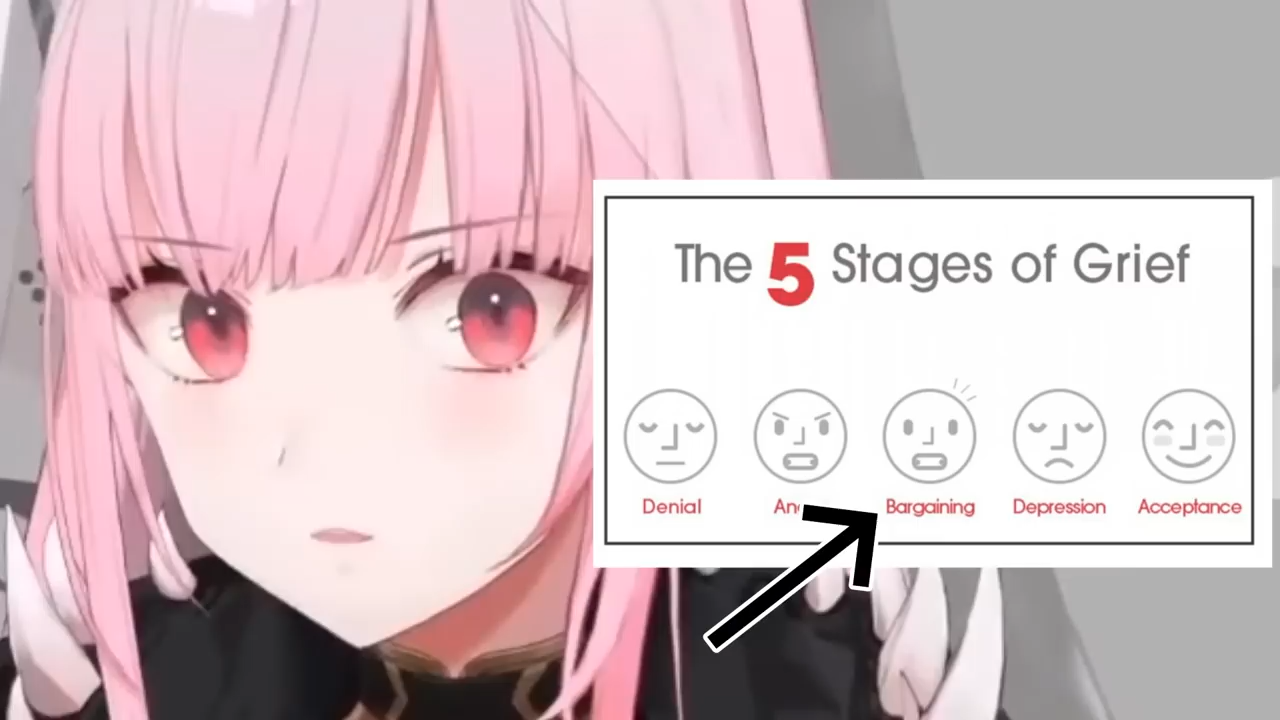 The 5 Stages of Grief
Denial
Bargaining
Depression
Acceptance